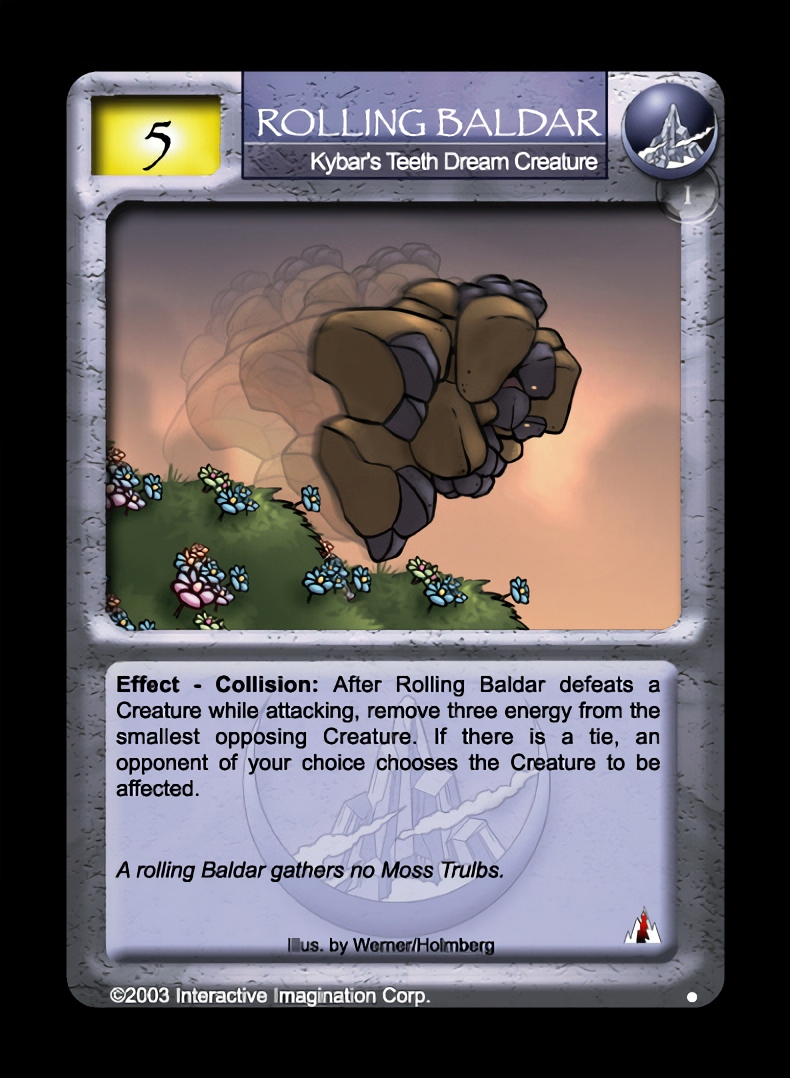 5
ROLLING BALDAR
Kybar's Teeth Dream Creature
1
Effect - Collision: After Rolling Baldar defeats a
Creature while attacking, remove three energy from the
smallest opposing Creature. If there is a tie, an
opponent of your choice chooses the Creature to be
affected.
A rolling Baldar gathers no Moss Trulbs.
Illus. by Werner/Holmberg
©2003 Interactive Imagination Corp.